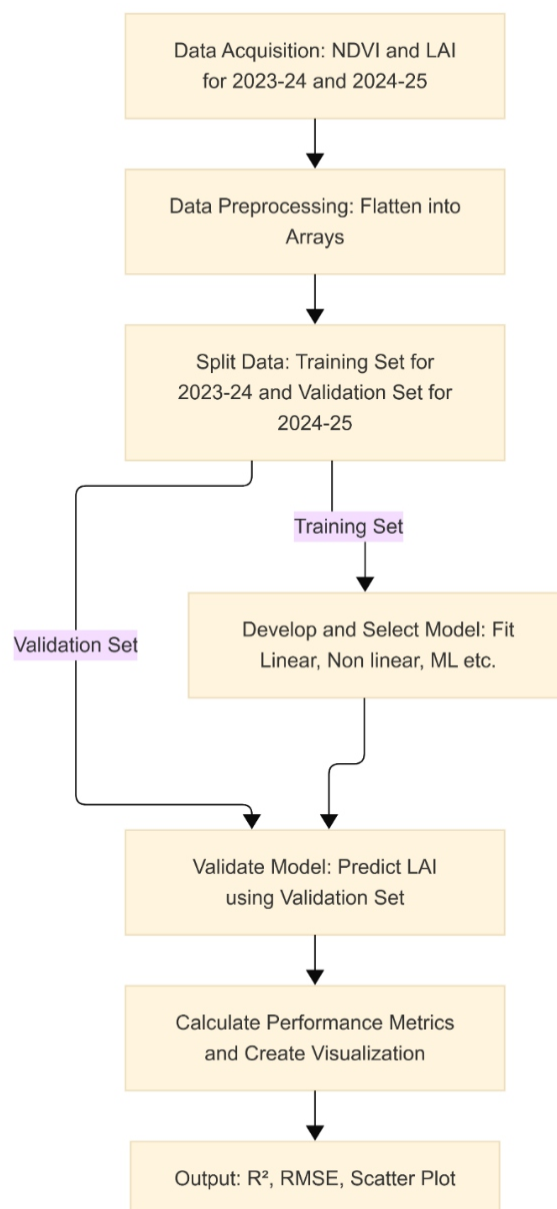 Data Acquisition: NDVI and LAI
for 2023-24 and 2024-25
Data Preprocessing: Flatten into
Arrays
Split Data: Training Set for
2023-24 and Validation Set for
2024-25
Training Set
Develop and Select Model: Fit
Linear, Non linear, ML etc.
Validation Set
Validate Model: Predict LAI
using Validation Set
Calculate Performance Metrics
and Create Visualization
Output: R², RMSE, Scatter Plot